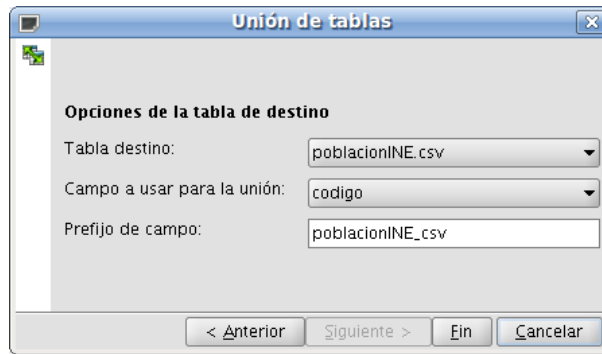 Unión de tablas
Opciones de la tabla de destino
Tabla destino:
poblacionINE.csv
Campo a usar para la unión:
codigo
Prefijo de campo:
poblacionINE_csv
< Anterior
Siguiente >
Fin
Cancelar